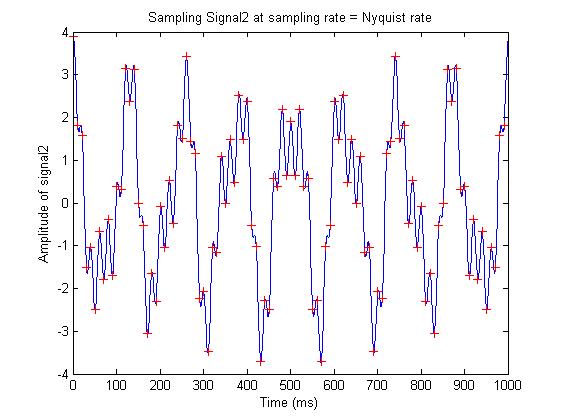 Sampling Signal2 at sampling rate = Nyquist rate
4
3
2
1
0
-1
-2
-3
-4
Amplitude of signal2
0 100 200 300 400 500 600 700 800 900 1000
Time (ms)